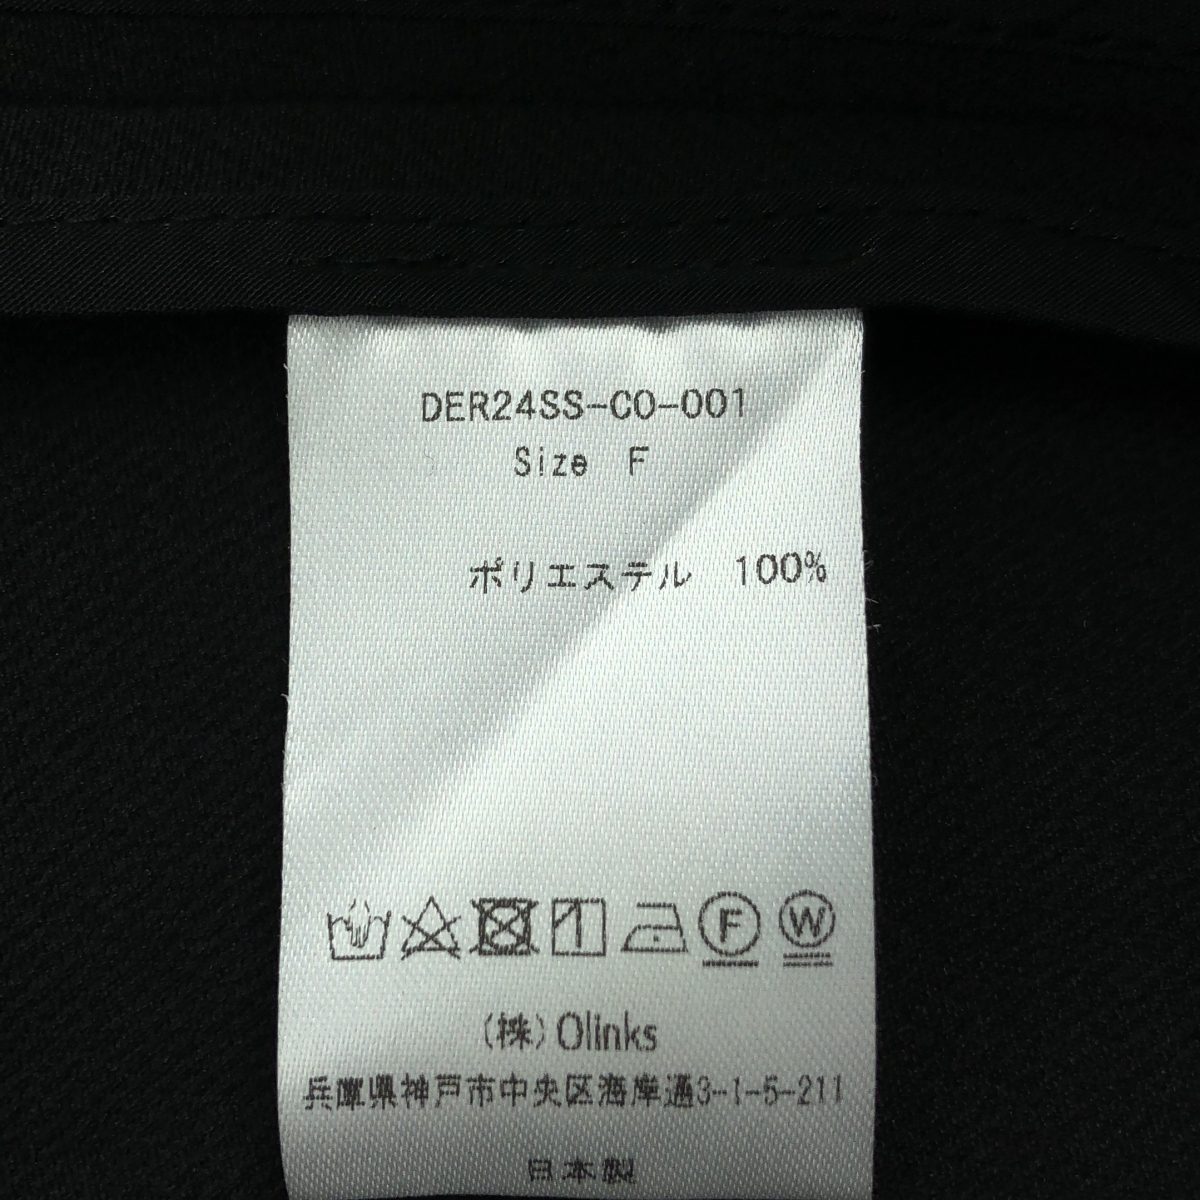 DER24SS-CO-001
Size F
ポリエステル 100%
F W
(株)Olinks
兵庫県神戸市中央区海岸通3-1-5-211
日本製